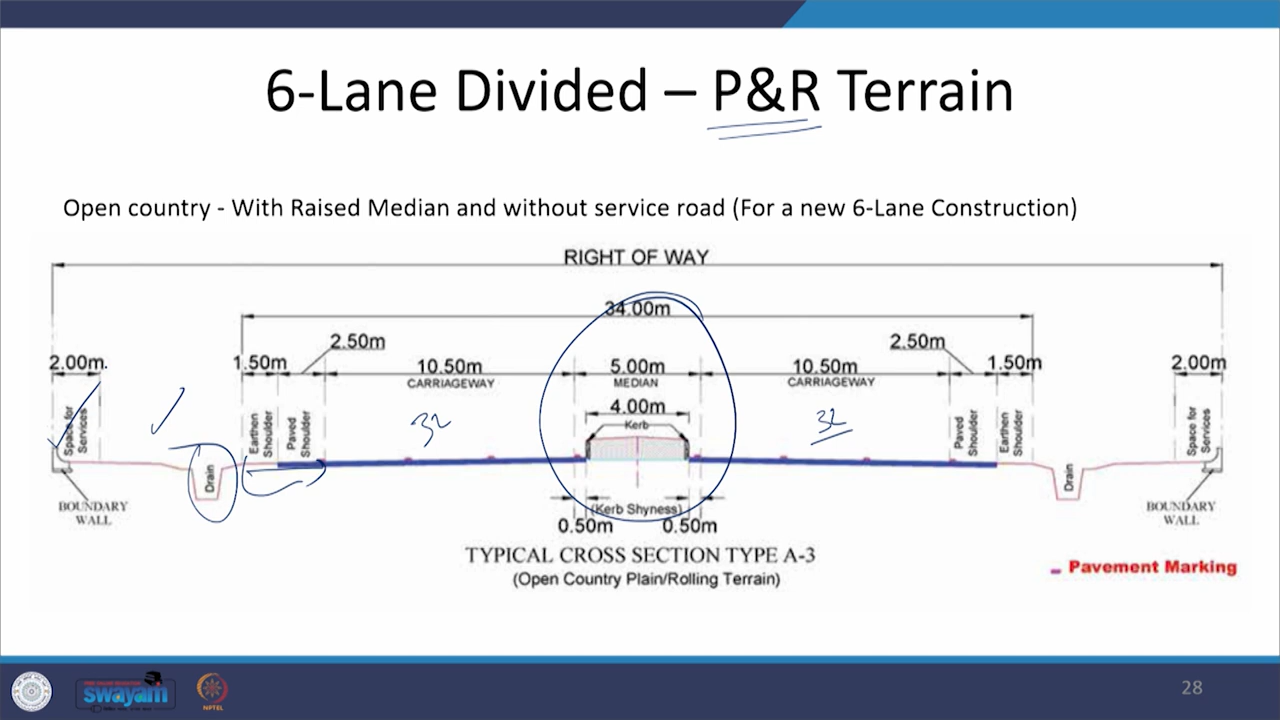 6-Lane Divided – P&R Terrain
Open country - With Raised Median and without service road (For a new 6-Lane Construction)
RIGHT OF WAY
34.00m
2.50m
2.50m
2.00m.
1.50m
10.50m
5.00m
10.50m
1.50m
2.00m
CARRIAGEWAY
MEDIAN
CARRIAGEWAY
4.00m
Kerb
Space for
Services
Drain
Earthen
Shoulder
Paved
Shoulder
3L
3L
Paved
Shoulder
Earthen
Shoulder
Drain
Space for
Services
BOUNDARY
WALL
(Kerb Shyness)
0.50m
0.50m
BOUNDARY
WALL
TYPICAL CROSS SECTION TYPE A-3
(Open Country Plain/Rolling Terrain)
Pavement Marking
swayam
NPTEL
28